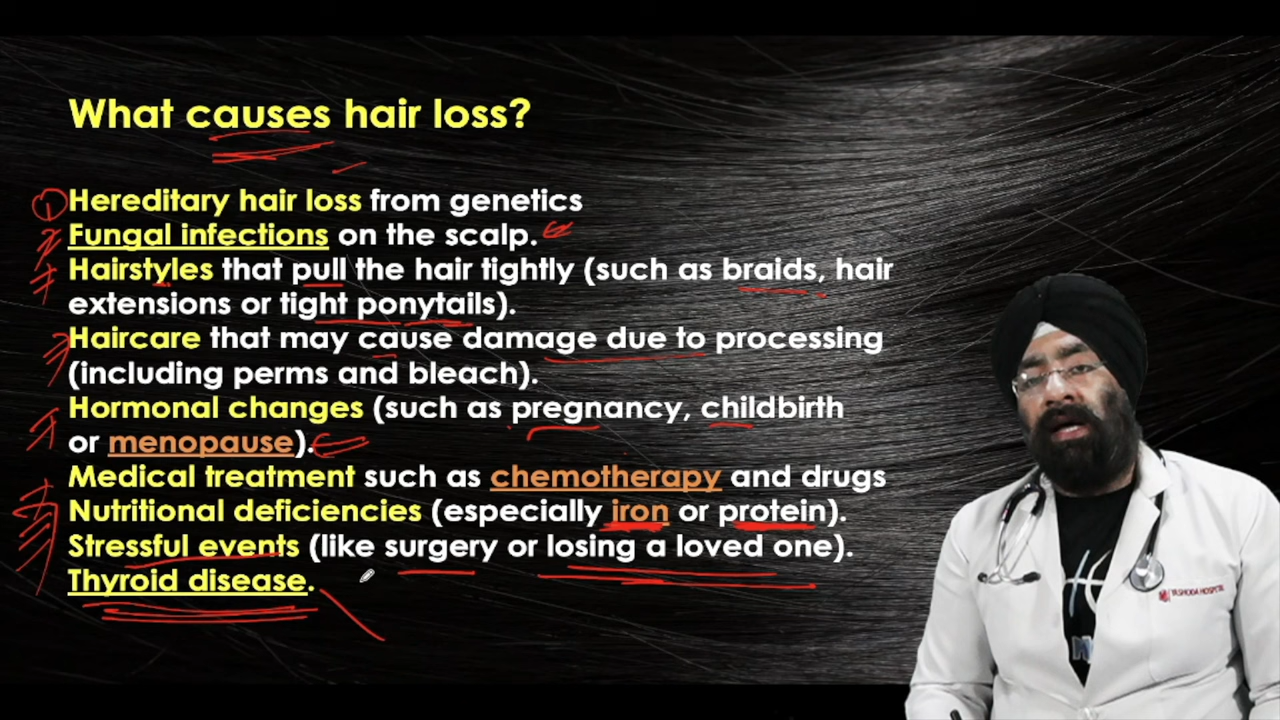 What causes hair loss?
Hereditary hair loss from genetics
Fungal infections on the scalp.
Hairstyles that pull the hair tightly (such as braids, hair
extensions or tight ponytails).
Haircare that may cause damage due to processing
(including perms and bleach).
Hormonal changes (such as pregnancy, childbirth
or menopause).
Medical treatment such as chemotherapy and drugs
Nutritional deficiencies (especially iron or protein).
Stressful events (like surgery or losing a loved one).
Thyroid disease.
YASHODA HOSPITAL